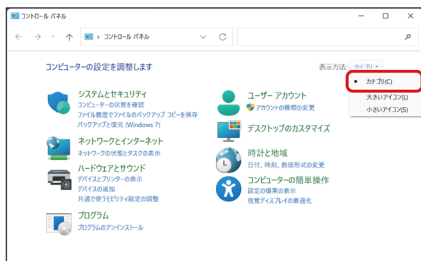 コントロール パネル
コントロール パネル
コンピューターの設定を調整します
表示方法: カテゴリ
カテゴリ(C)
大きいアイコン(L)
小さいアイコン(S)
システムとセキュリティ
コンピューターの状態を確認
ファイル履歴でファイルのバックアップ コピーを保存
バックアップと復元 (Windows 7)
ネットワークとインターネット
ネットワークの状態とタスクの表示
ハードウェアとサウンド
デバイスとプリンターの表示
デバイスの追加
共通で使うモビリティ設定の調整
プログラム
プログラムのアンインストール
ユーザー アカウント
アカウントの種類の変更
デスクトップのカスタマイズ
時計と地域
日付、時刻、数値形式の変更
コンピューターの簡単操作
設定の提案の表示
視覚ディスプレイの最適化